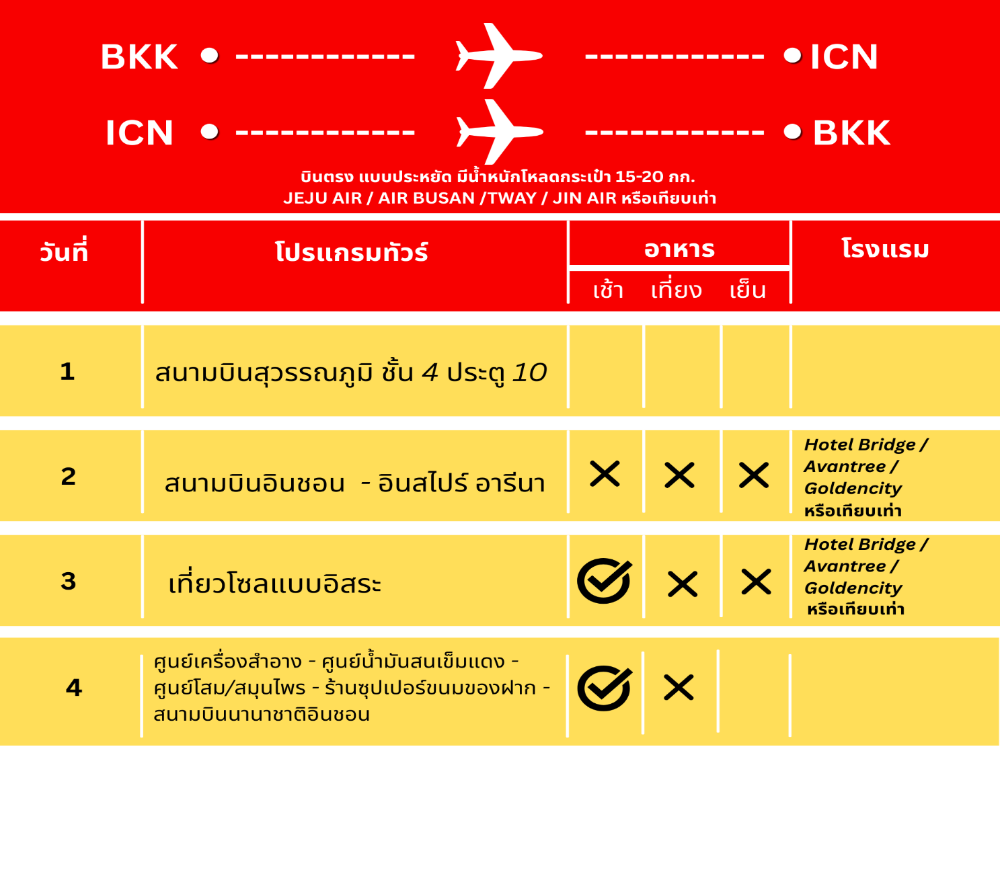 BKK ------------ ------------ ICN
ICN ------------ ------------ BKK
บินตรง แบบประหยัด มีน้ำหนักโหลดกระเป๋า 15-20 กก.
JEJU AIR / AIR BUSAN /TWAY / JIN AIR หรือเทียบเท่า
วันที่ โปรแกรมทัวร์ อาหาร โรงแรม
เช้า เที่ยง เย็น
1 สนามบินสุวรรณภูมิ ชั้น 4 ประตู 10
2 สนามบินอินชอน - อินสไปร์ อารีนา
Hotel Bridge /
Avantree /
Goldencity
หรือเทียบเท่า
3 เที่ยวโซลแบบอิสระ
Hotel Bridge /
Avantree /
Goldencity
หรือเทียบเท่า
4
ศูนย์เครื่องสำอาง - ศูนย์น้ำมันสนเข็มแดง -
ศูนย์โสม/สมุนไพร - ร้านซุปเปอร์ขนมของฝาก -
สนามบินนานาชาติอินชอน